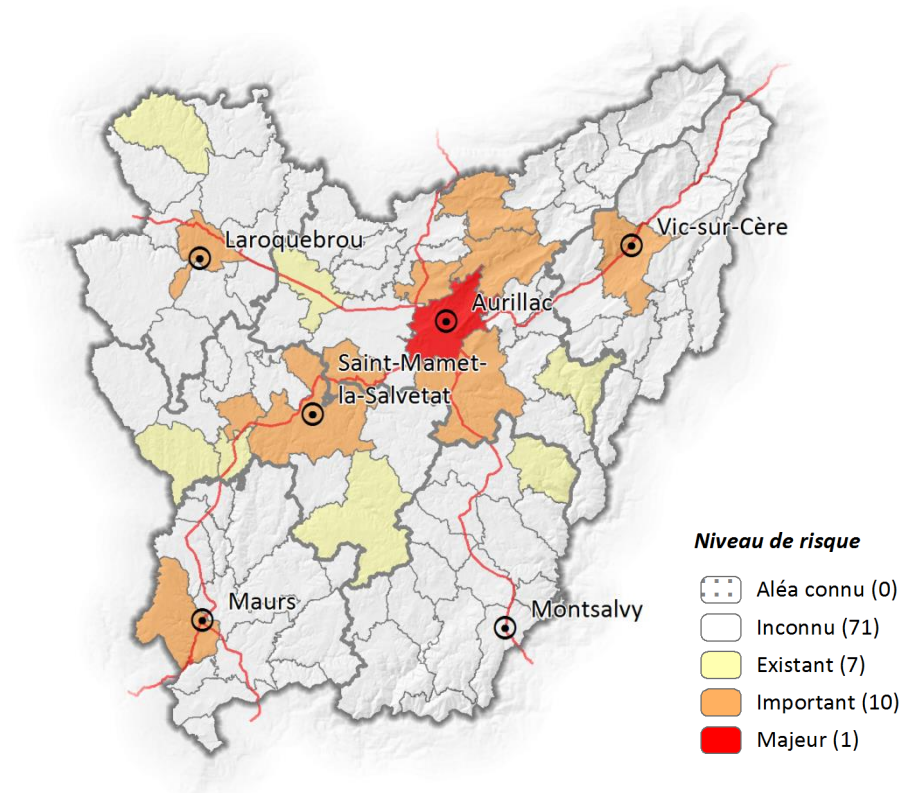 Laroquebrou
Vic-sur-Cère
Aurillac
Saint-Mamet-
la-Salvetat
Maurs
Montsalvy
Niveau de risque
Aléa connu (0)
Inconnu (71)
Existant (7)
Important (10)
Majeur (1)